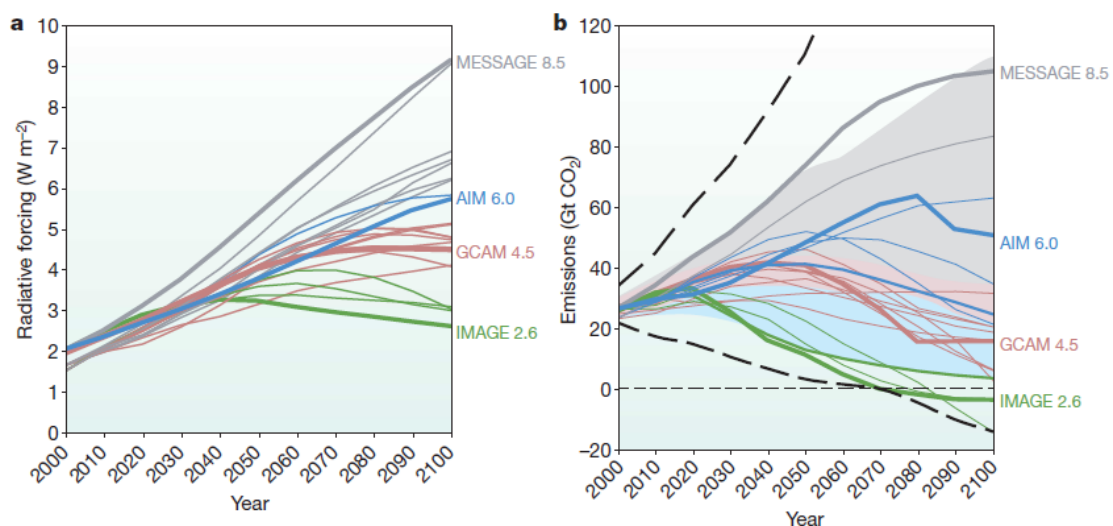 a
10
9
8
7
6
5
4
3
2
1
0
Radiative forcing (W m⁻²)
MESSAGE 8.5
AIM 6.0
GCAM 4.5
IMAGE 2.6
2000 2010 2020 2030 2040 2050 2060 2070 2080 2090 2100
Year
b
120
100
80
60
40
20
0
–20
Emissions (Gt CO₂)
MESSAGE 8.5
AIM 6.0
GCAM 4.5
IMAGE 2.6
2000 2010 2020 2030 2040 2050 2060 2070 2080 2090 2100
Year